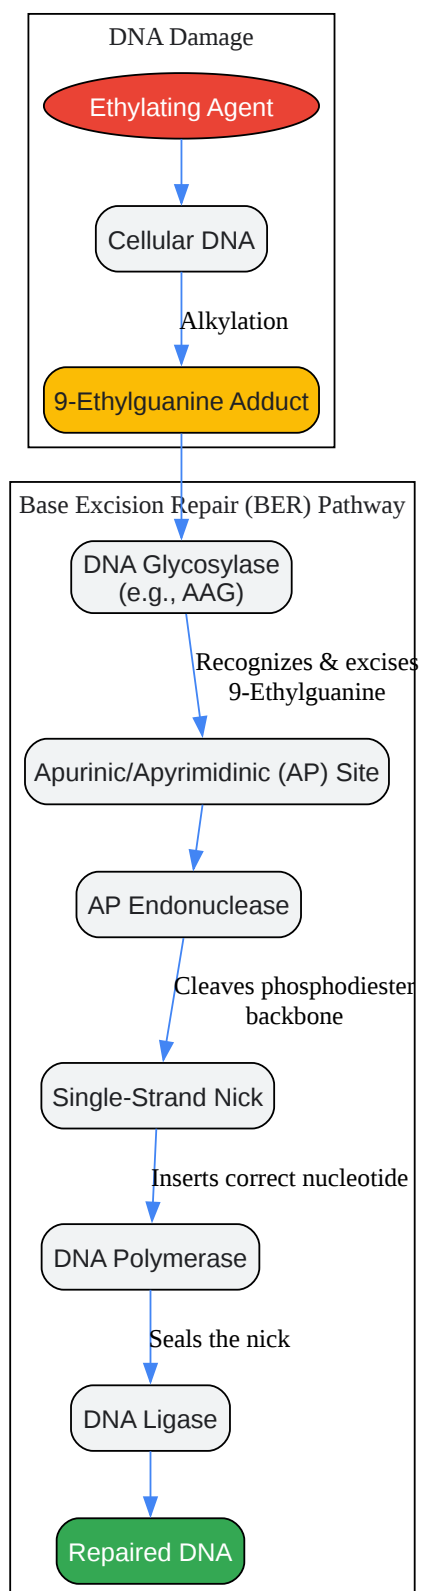 DNA Damage
Ethylating Agent
Cellular DNA
Alkylation
9-Ethylguanine Adduct
Base Excision Repair (BER) Pathway
DNA Glycosylase
(e.g., AAG)
Recognizes & excises
9-Ethylguanine
Apurinic/Apyrimidinic (AP) Site
AP Endonuclease
Cleaves phosphodiester
backbone
Single-Strand Nick
Inserts correct nucleotide
DNA Polymerase
Seals the nick
DNA Ligase
Repaired DNA